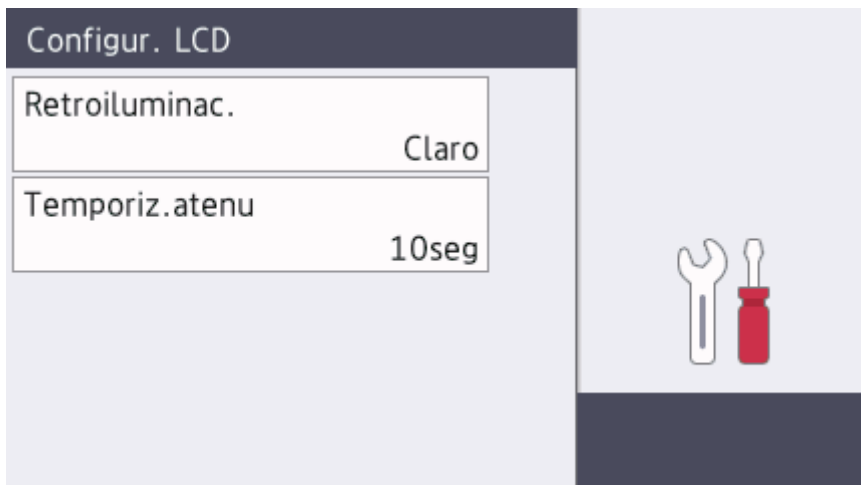 Configur. LCD
Retroiluminac.
Claro
Temporiz.atenu
10seg